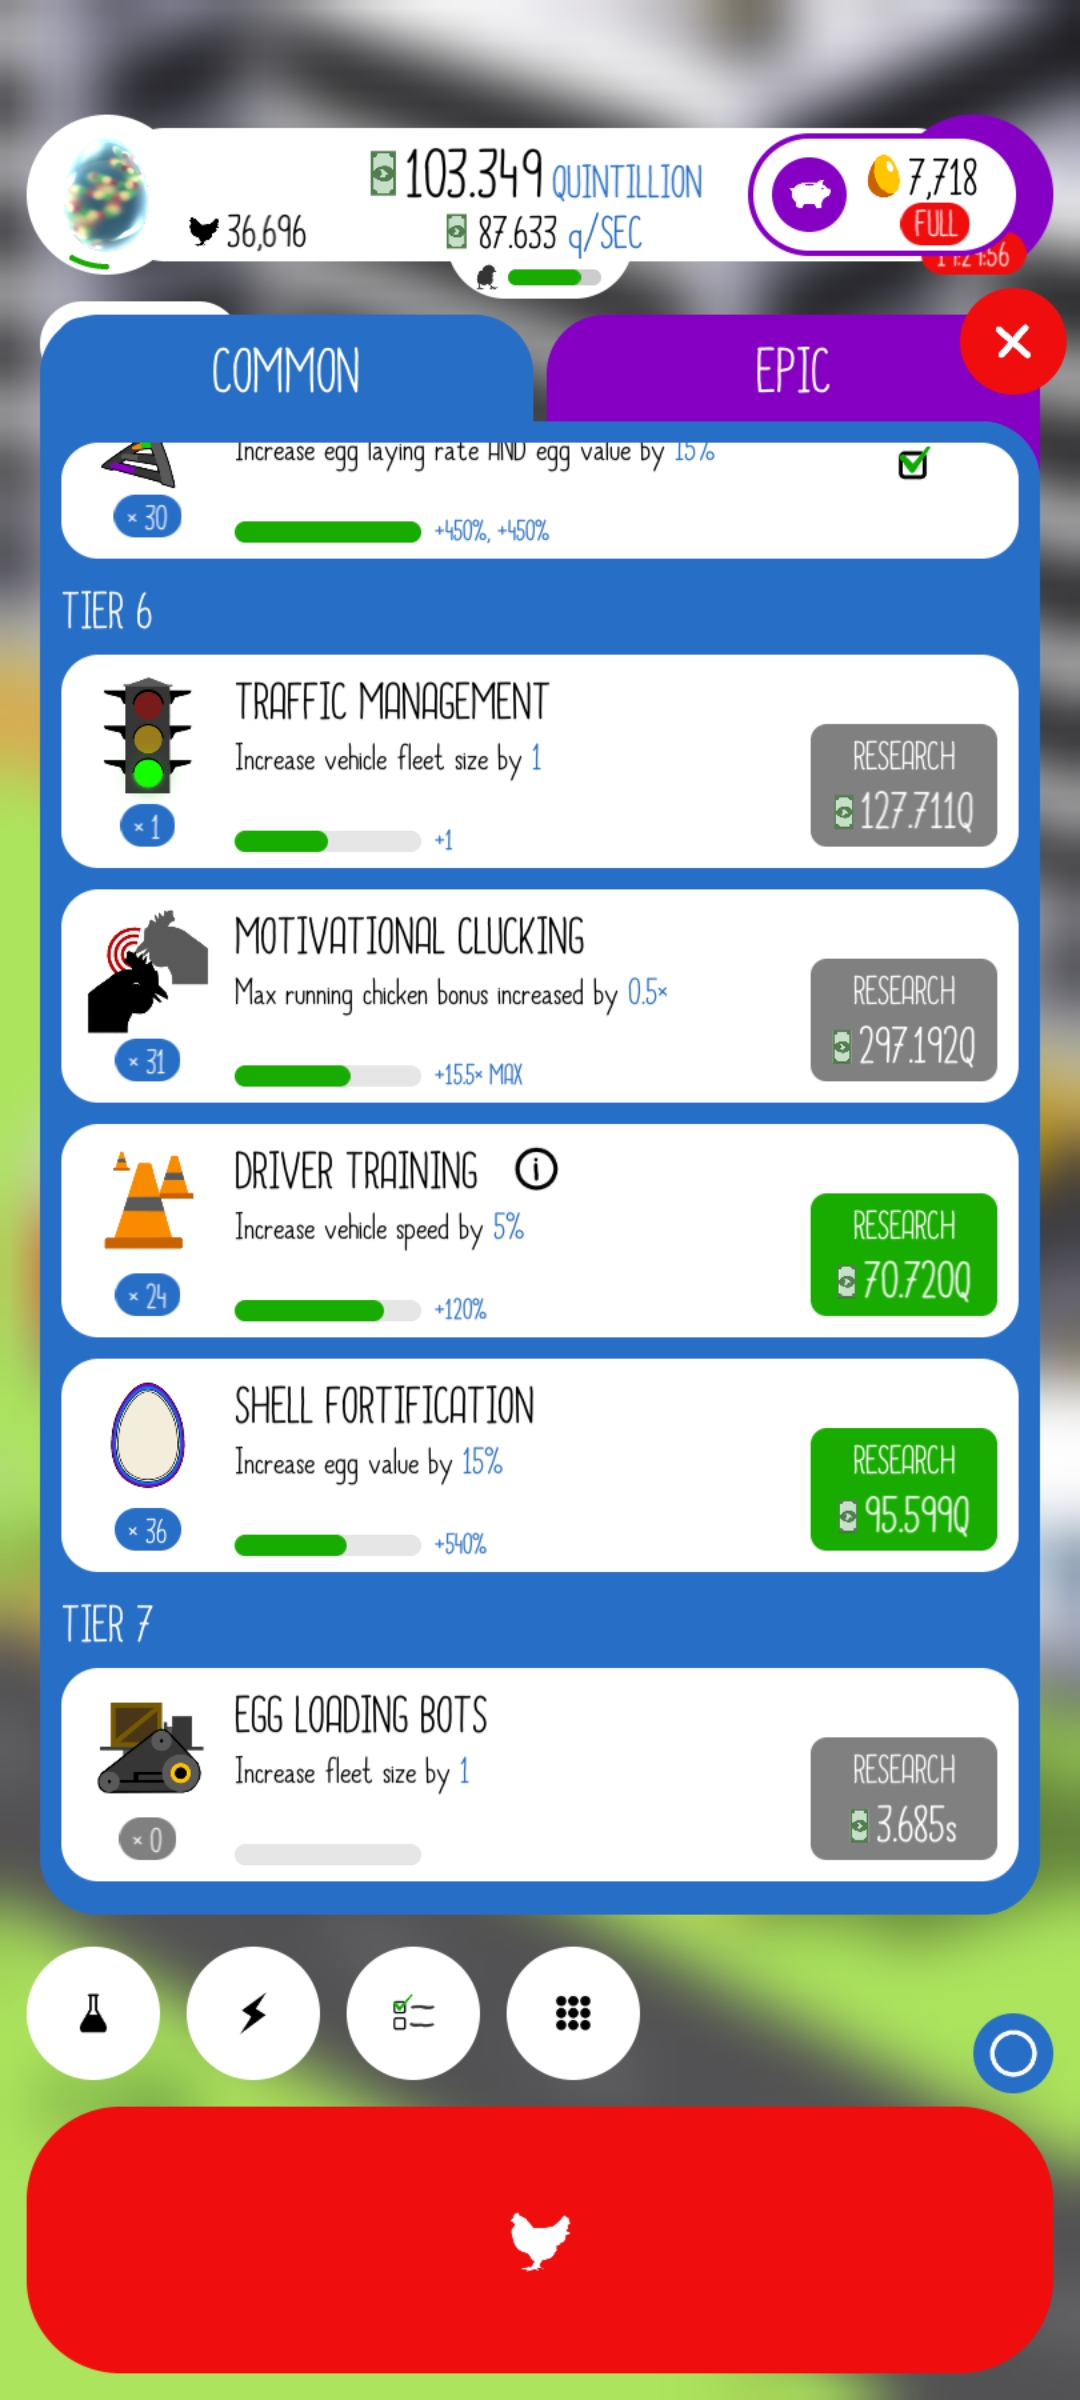 103.349 QUINTILLION
36,696
87.633 q/SEC
7,718
FULL
COMMON
EPIC
Increase egg laying rate AND egg value by 15%
× 30
+450%, +450%
TIER 6
TRAFFIC MANAGEMENT
Increase vehicle fleet size by 1
× 1
+1
RESEARCH
127.711Q
MOTIVATIONAL CLUCKING
Max running chicken bonus increased by 0.5×
× 31
+15.5× MAX
RESEARCH
297.192Q
DRIVER TRAINING i
Increase vehicle speed by 5%
× 24
+120%
RESEARCH
70.720Q
SHELL FORTIFICATION
Increase egg value by 15%
× 36
+540%
RESEARCH
95.599Q
TIER 7
EGG LOADING BOTS
Increase fleet size by 1
× 0
RESEARCH
3.685s